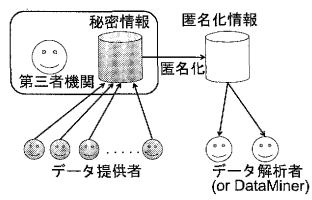 秘密情報
匿名化情報
第三者機関
匿名化
データ提供者
データ解析者
(or DataMiner)